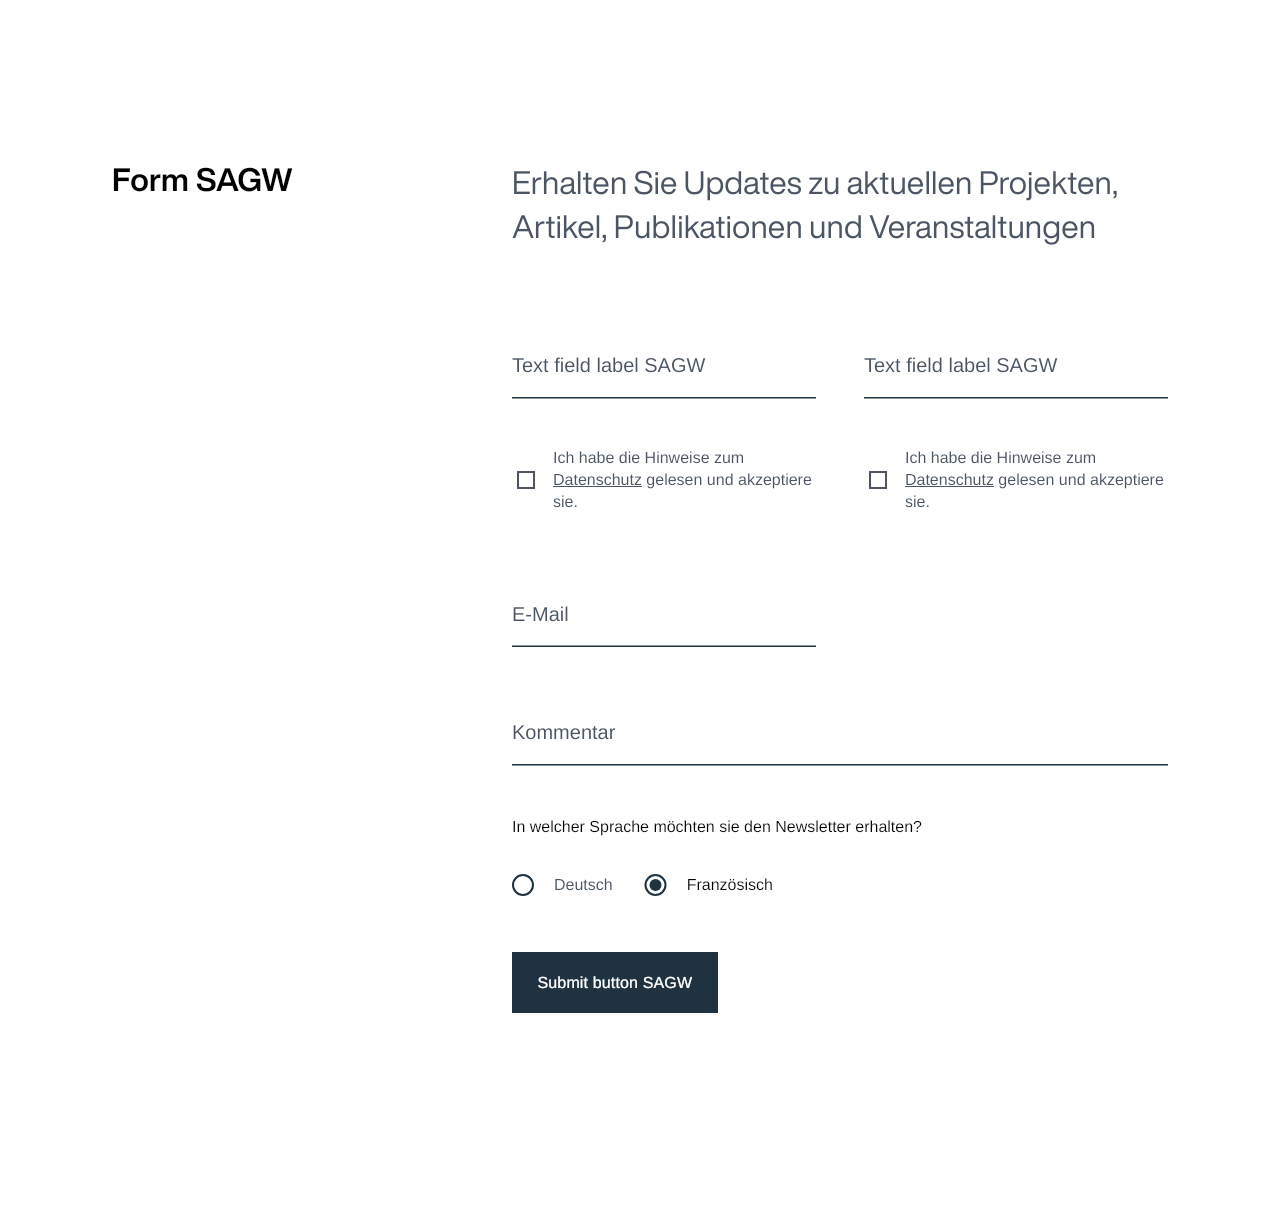 Form SAGW
Erhalten Sie Updates zu aktuellen Projekten,
Artikel, Publikationen und Veranstaltungen
Text field label SAGW
Text field label SAGW
Ich habe die Hinweise zum
Datenschutz gelesen und akzeptiere
sie.
Ich habe die Hinweise zum
Datenschutz gelesen und akzeptiere
sie.
E-Mail
Kommentar
In welcher Sprache möchten sie den Newsletter erhalten?
Deutsch
Französisch
Submit button SAGW